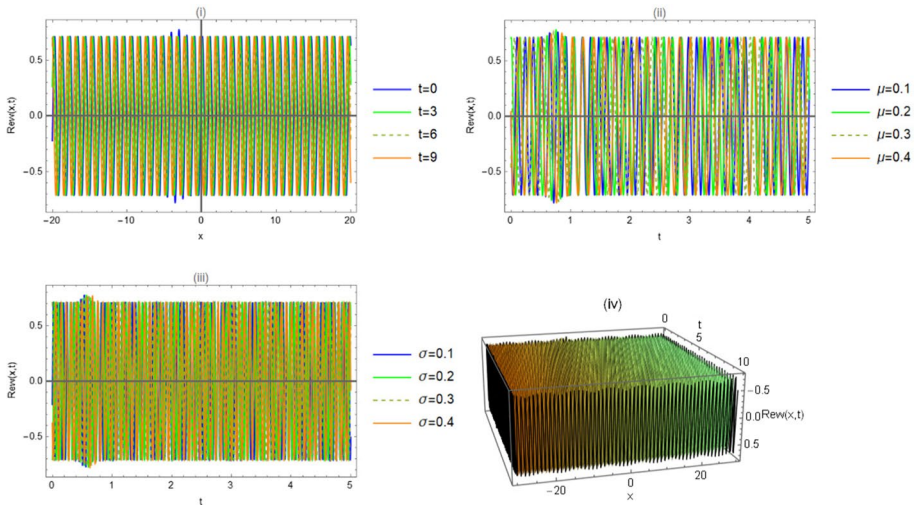 (i)
Rew(x,t)
0.5
0.0
−0.5
−20
−10
0
10
20
x
t=0
t=3
t=6
t=9
(ii)
Rew(x,t)
0.5
0.0
−0.5
0
1
2
3
4
5
t
μ=0.1
μ=0.2
μ=0.3
μ=0.4
(iii)
Rew(x,t)
0.5
0.0
−0.5
0
1
2
3
4
5
t
σ=0.1
σ=0.2
σ=0.3
σ=0.4
(iv)
0
t
5
10
−0.5
0.0
Rew(x,t)
0.5
−20
0
20
x